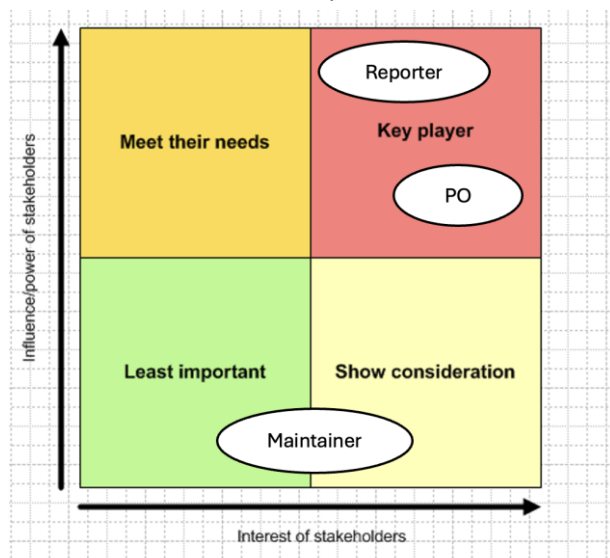 Reporter
Key player
Meet their needs
PO
Influence/power of stakeholders
Least important
Show consideration
Maintainer
Interest of stakeholders